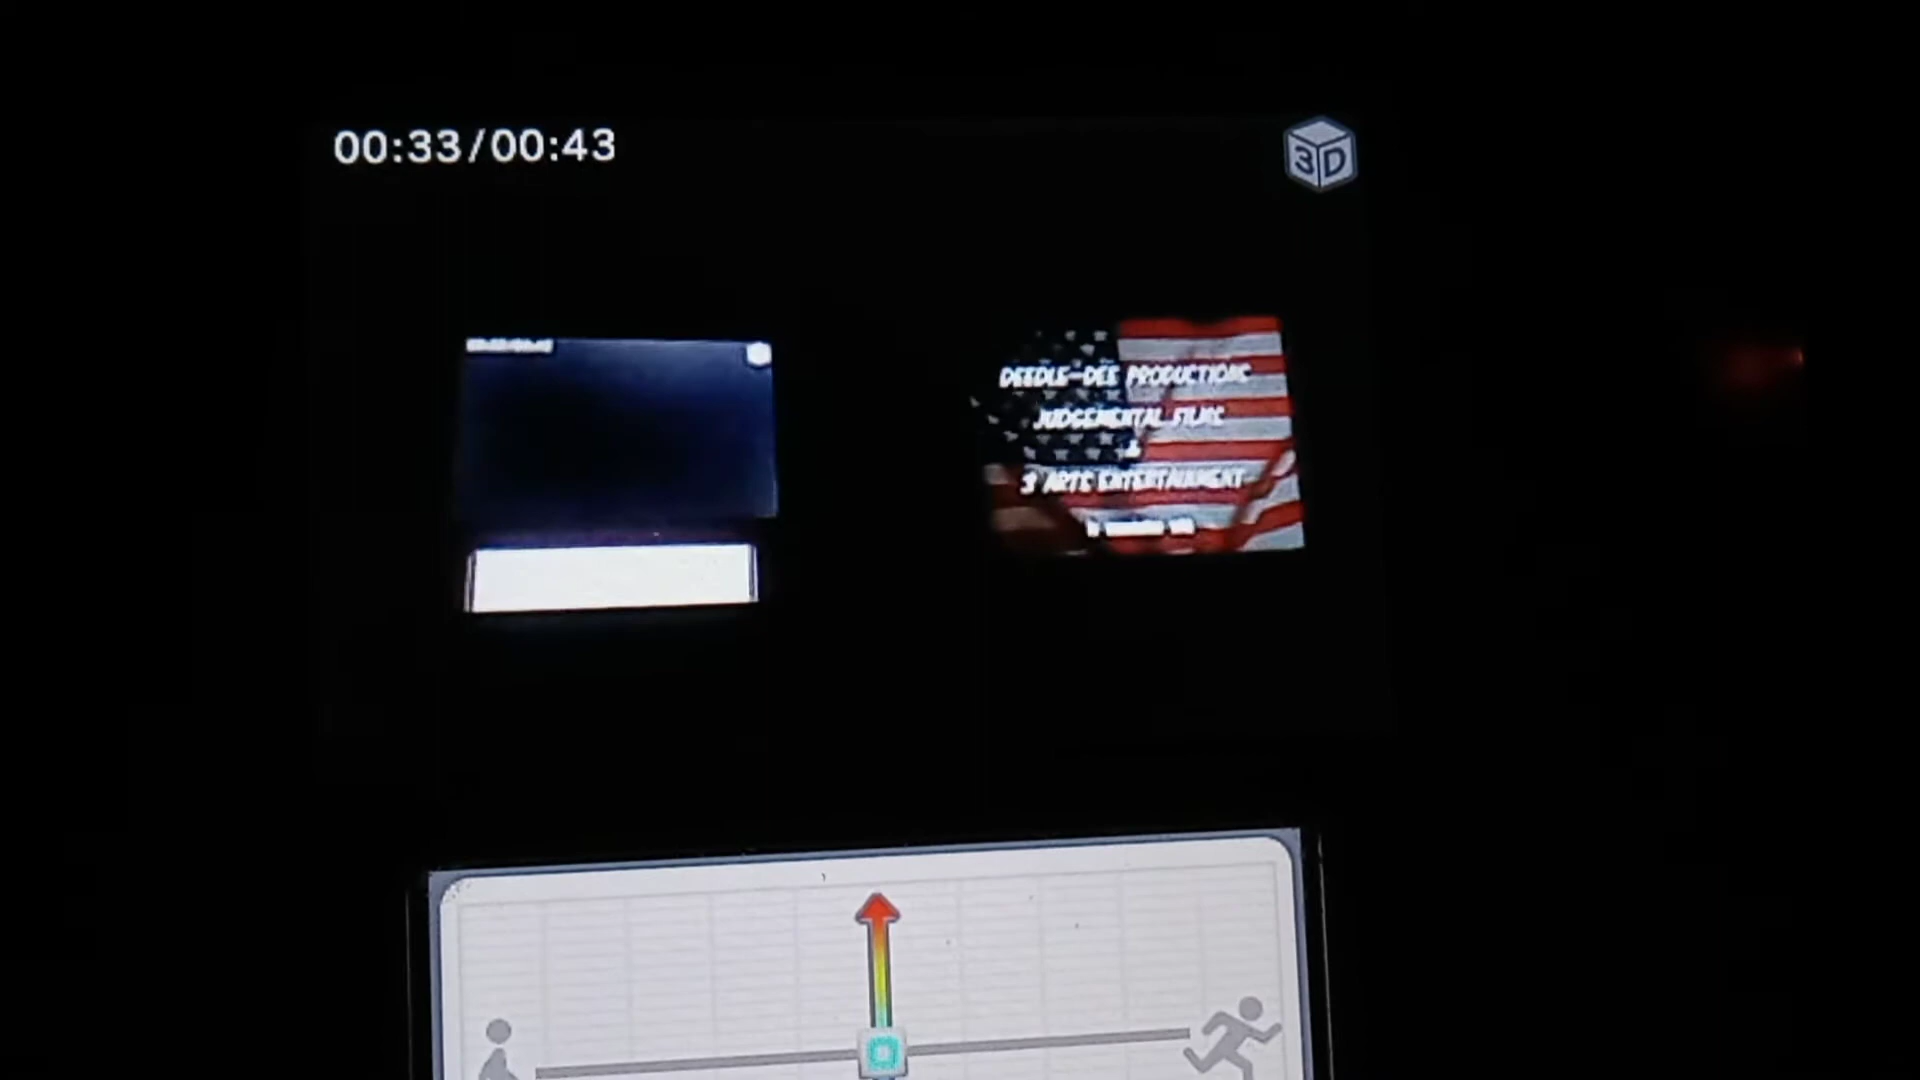 00:33/00:43
3D
DEEDLE-DEE PRODUCTIONS
JUDGEMENTAL FILMS
&
3 ARTS ENTERTAINMENT